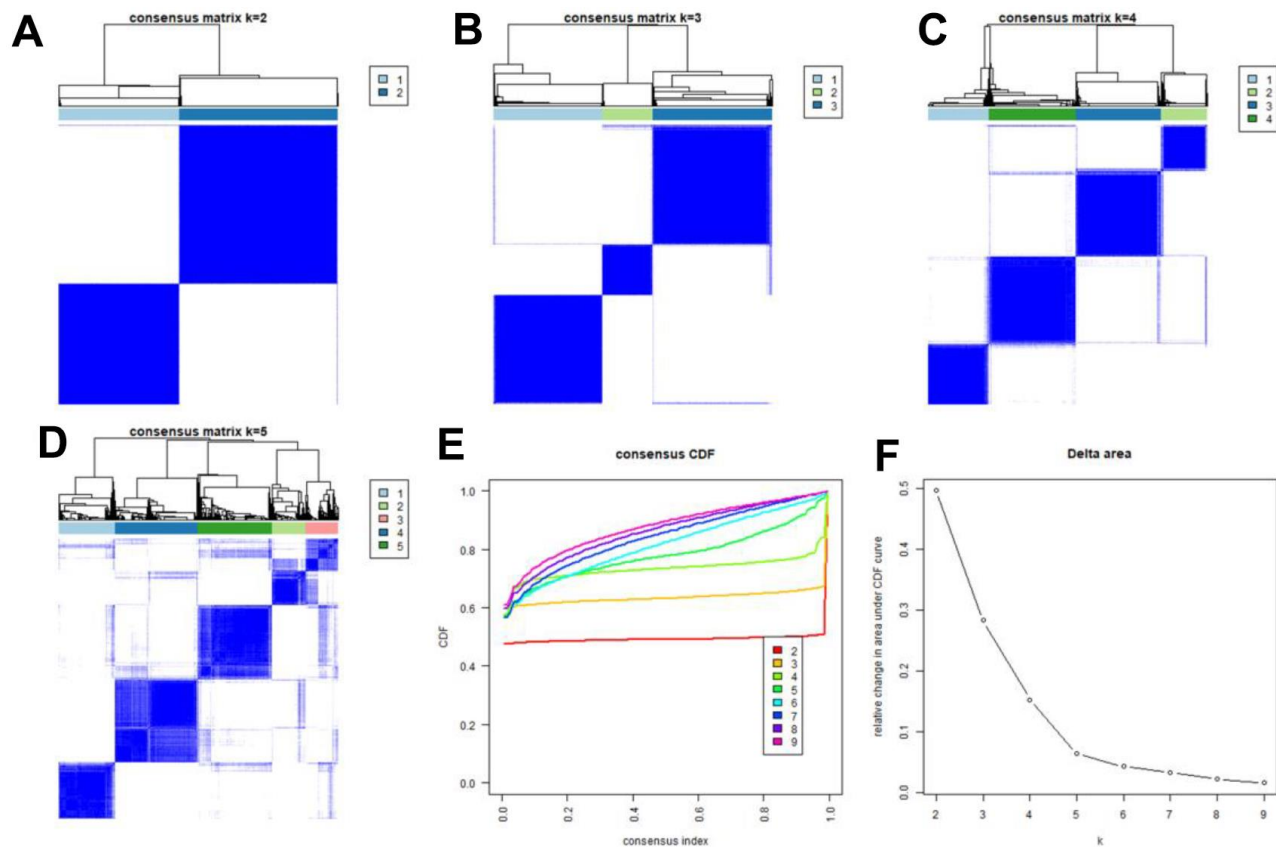 A
consensus matrix k=2
1
2
B
consensus matrix k=3
1
2
3
C
consensus matrix k=4
1
2
3
4
D
consensus matrix k=5
1
2
3
4
5
E
consensus CDF
CDF
1.0
0.8
0.6
0.4
0.2
0.0
2
3
4
5
6
7
8
9
0.0 0.2 0.4 0.6 0.8 1.0
consensus index
F
Delta area
relative change in area under CDF curve
0.5
0.4
0.3
0.2
0.1
0.0
2 3 4 5 6 7 8 9
k